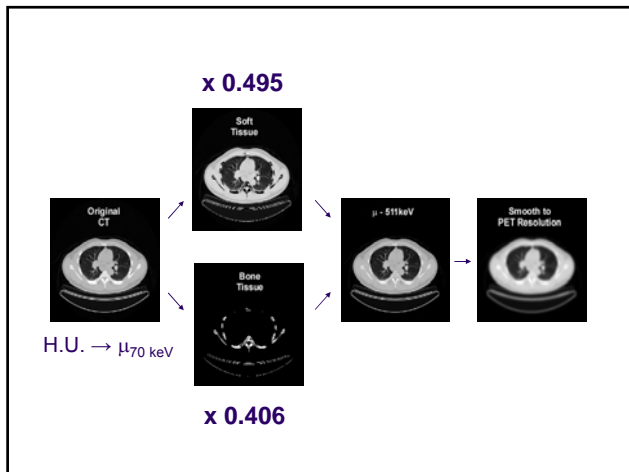 x 0.495
Soft
Tissue
Original
CT
μ - 511keV
Smooth to
PET Resolution
Bone
Tissue
H.U. → μ70 keV
x 0.406